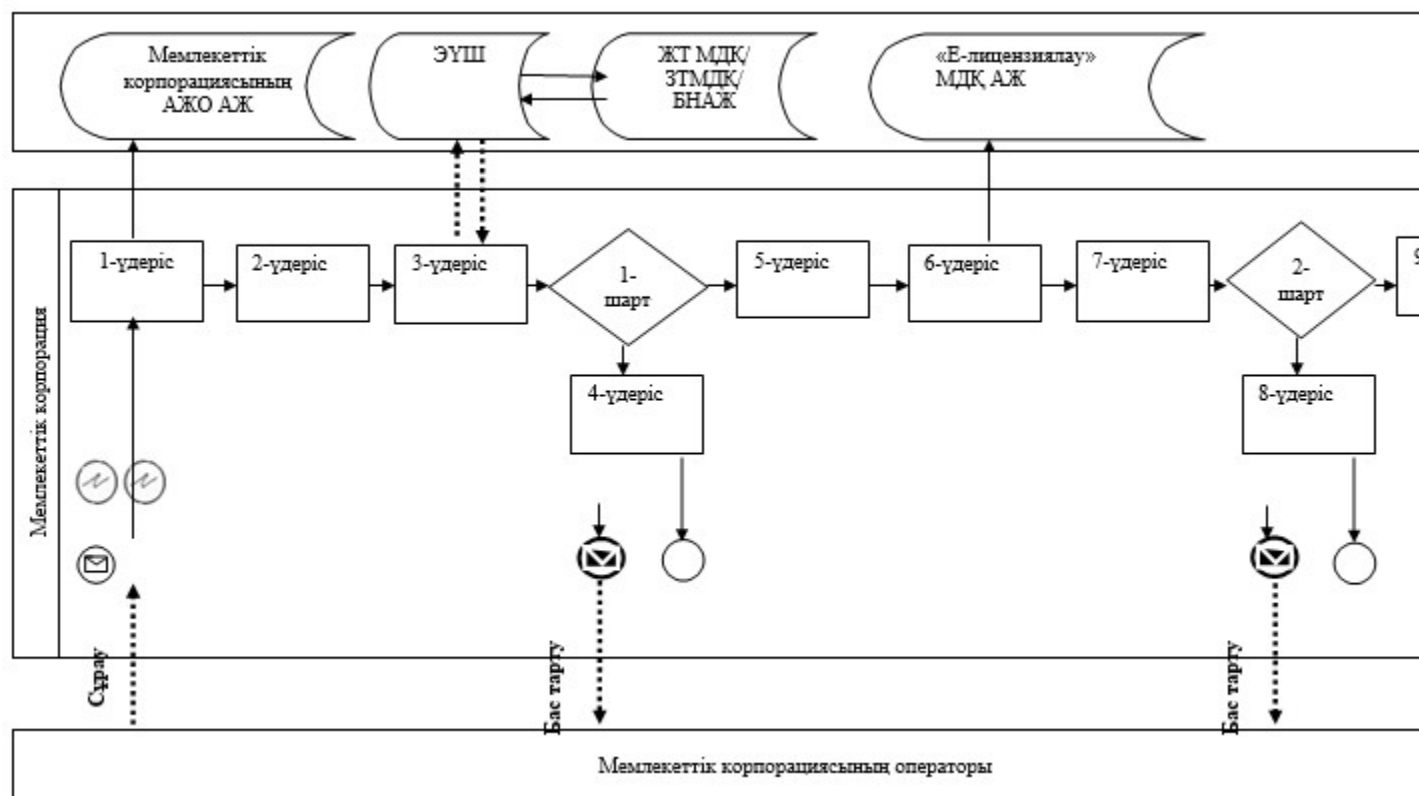 Мемлекеттік
корпорациясының
АЖО АЖ
ЭҮШ
ЖТ МДҚ/
ЗТМДҚ/
БНАЖ
«Е-лицензиялау»
МДҚ АЖ
Мемлекеттік корпорация
1-үдеріс
2-үдеріс
3-үдеріс
1-
шарт
5-үдеріс
6-үдеріс
7-үдеріс
2-
шарт
9
4-үдеріс
8-үдеріс
Сұрау
Бас тарту
Бас тарту
Мемлекеттік корпорациясының операторы